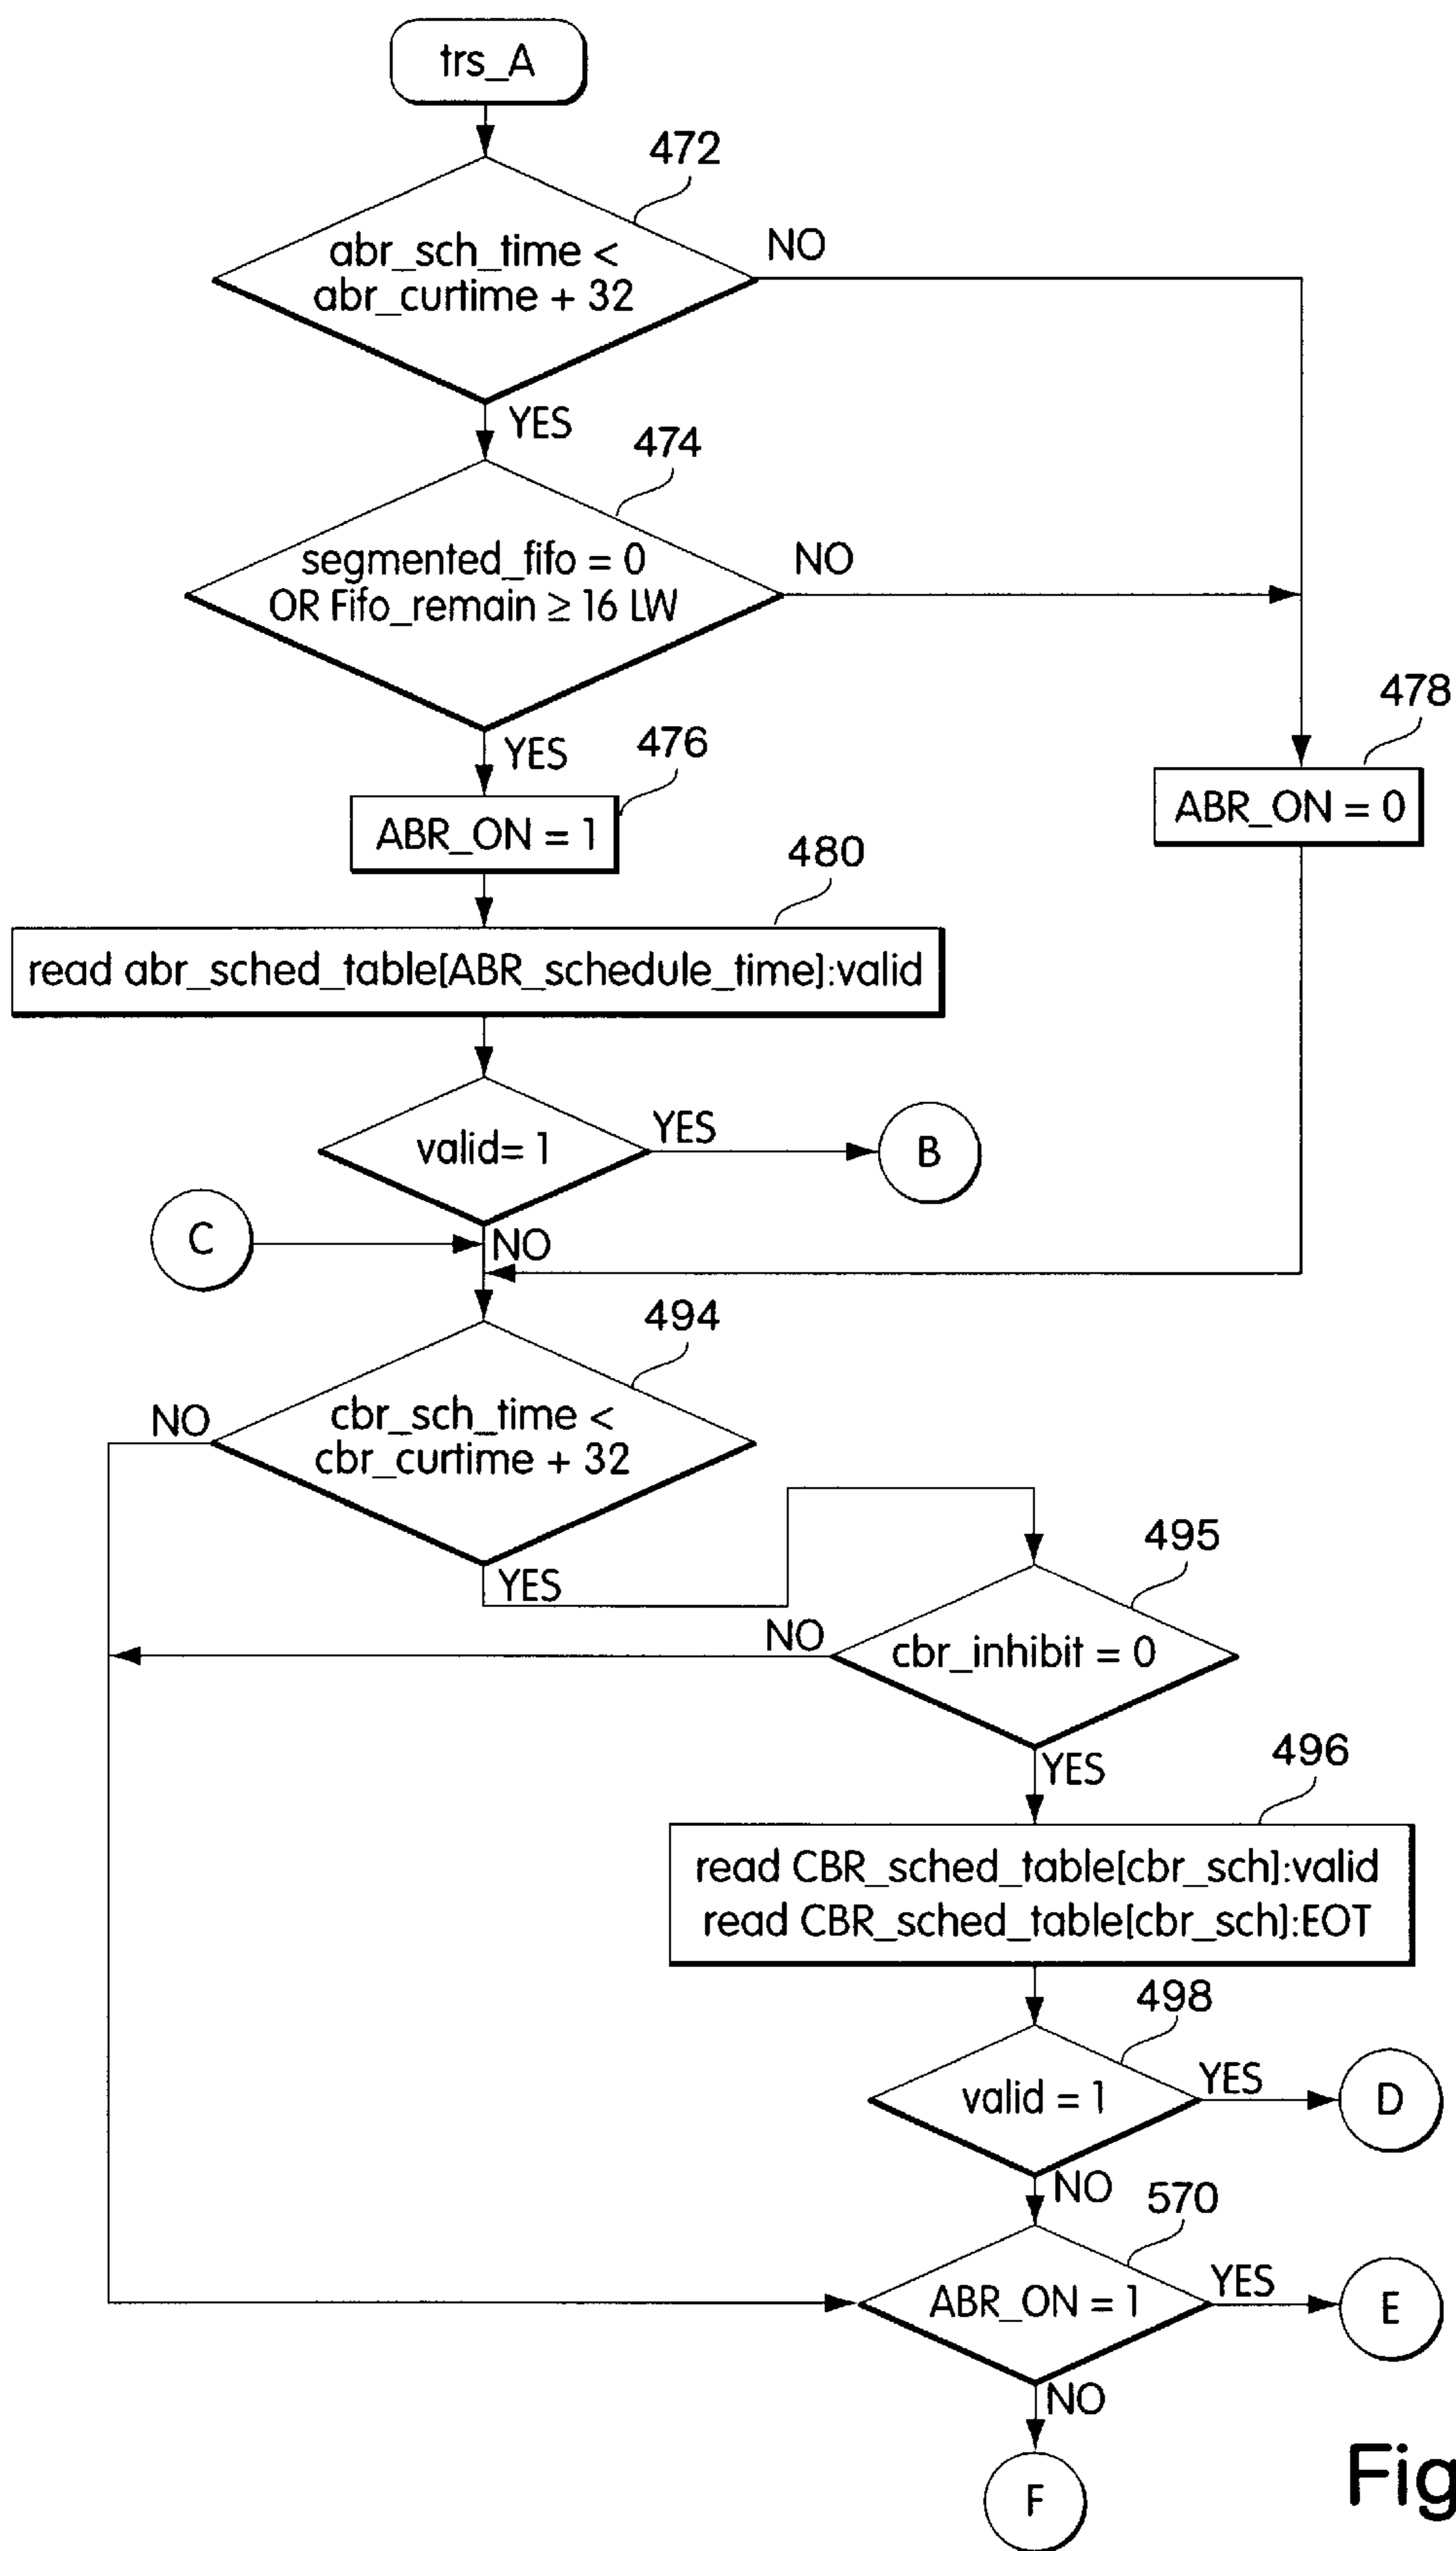 trs_A
472
abr_sch_time <
abr_curtime + 32
NO
YES
474
segmented_fifo = 0
OR Fifo_remain ≥ 16 LW
NO
YES
476
478
ABR_ON = 1
ABR_ON = 0
480
read abr_sched_table[ABR_schedule_time]:valid
valid= 1
YES
B
C
NO
494
NO
cbr_sch_time <
cbr_curtime + 32
YES
495
NO
cbr_inhibit = 0
YES
496
read CBR_sched_table[cbr_sch]:valid
read CBR_sched_table[cbr_sch]:EOT
498
valid = 1
YES
D
NO
570
ABR_ON = 1
YES
E
NO
F
Fig